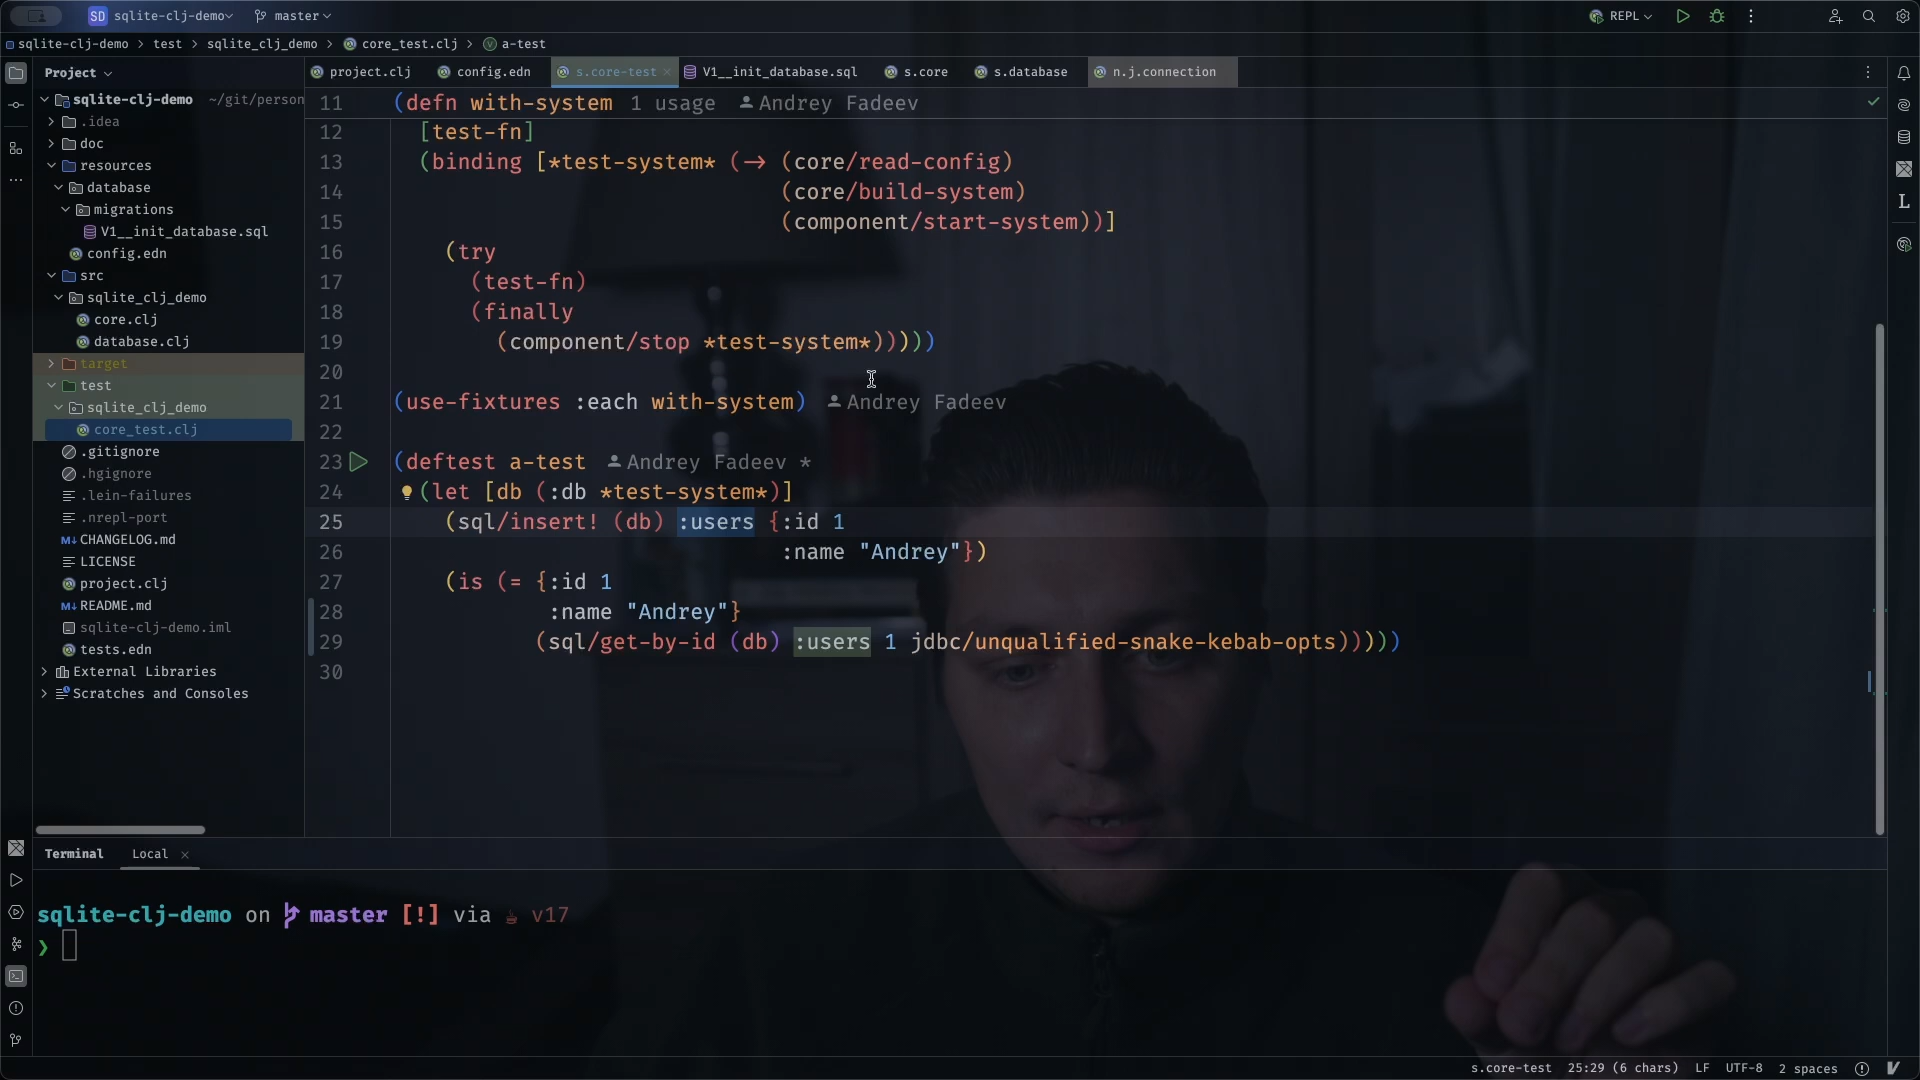 SD sqlite-clj-demo master REPL
sqlite-clj-demo > test > sqlite_clj_demo > core_test.clj > a-test
Project
project.clj config.edn s.core-test V1__init_database.sql s.core s.database n.j.connection
sqlite-clj-demo ~/git/person
.idea
doc
resources
database
migrations
V1__init_database.sql
config.edn
src
sqlite_clj_demo
core.clj
database.clj
target
test
sqlite_clj_demo
core_test.clj
.gitignore
.hgignore
.lein-failures
.nrepl-port
CHANGELOG.md
LICENSE
project.clj
README.md
sqlite-clj-demo.iml
tests.edn
External Libraries
Scratches and Consoles
11 (defn with-system 1 usage Andrey Fadeev
12 [test-fn]
13 (binding [*test-system* (-> (core/read-config)
14 (core/build-system)
15 (component/start-system))]
16 (try
17 (test-fn)
18 (finally
19 (component/stop *test-system*)))))
20
21 (use-fixtures :each with-system) Andrey Fadeev
22
23 (deftest a-test Andrey Fadeev *
24 (let [db (:db *test-system*)]
25 (sql/insert! (db) :users {:id 1
26 :name "Andrey"})
27 (is (= {:id 1
28 :name "Andrey"}
29 (sql/get-by-id (db) :users 1 jdbc/unqualified-snake-kebab-opts)))))
30
Terminal Local
sqlite-clj-demo on master [!] via v17
❯
s.core-test 25:29 (6 chars) LF UTF-8 2 spaces